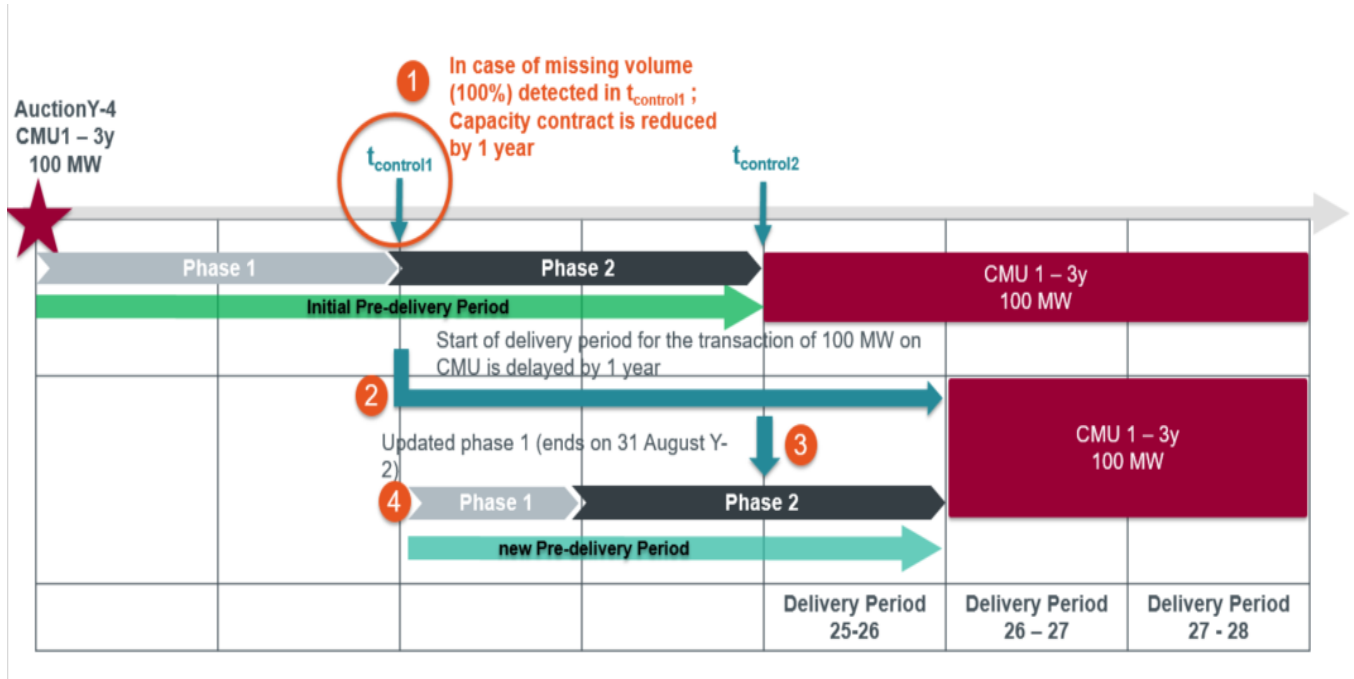 1
In case of missing volume
(100%) detected in tcontrol1 ;
Capacity contract is reduced
by 1 year
AuctionY-4
CMU1 – 3y
100 MW
tcontrol1
tcontrol2
Phase 1
Phase 2
CMU 1 – 3y
100 MW
Initial Pre-delivery Period
Start of delivery period for the transaction of 100 MW on
CMU is delayed by 1 year
2
Updated phase 1 (ends on 31 August Y-
2)
3
CMU 1 – 3y
100 MW
4
Phase 1
Phase 2
new Pre-delivery Period
Delivery Period
25-26
Delivery Period
26 – 27
Delivery Period
27 - 28